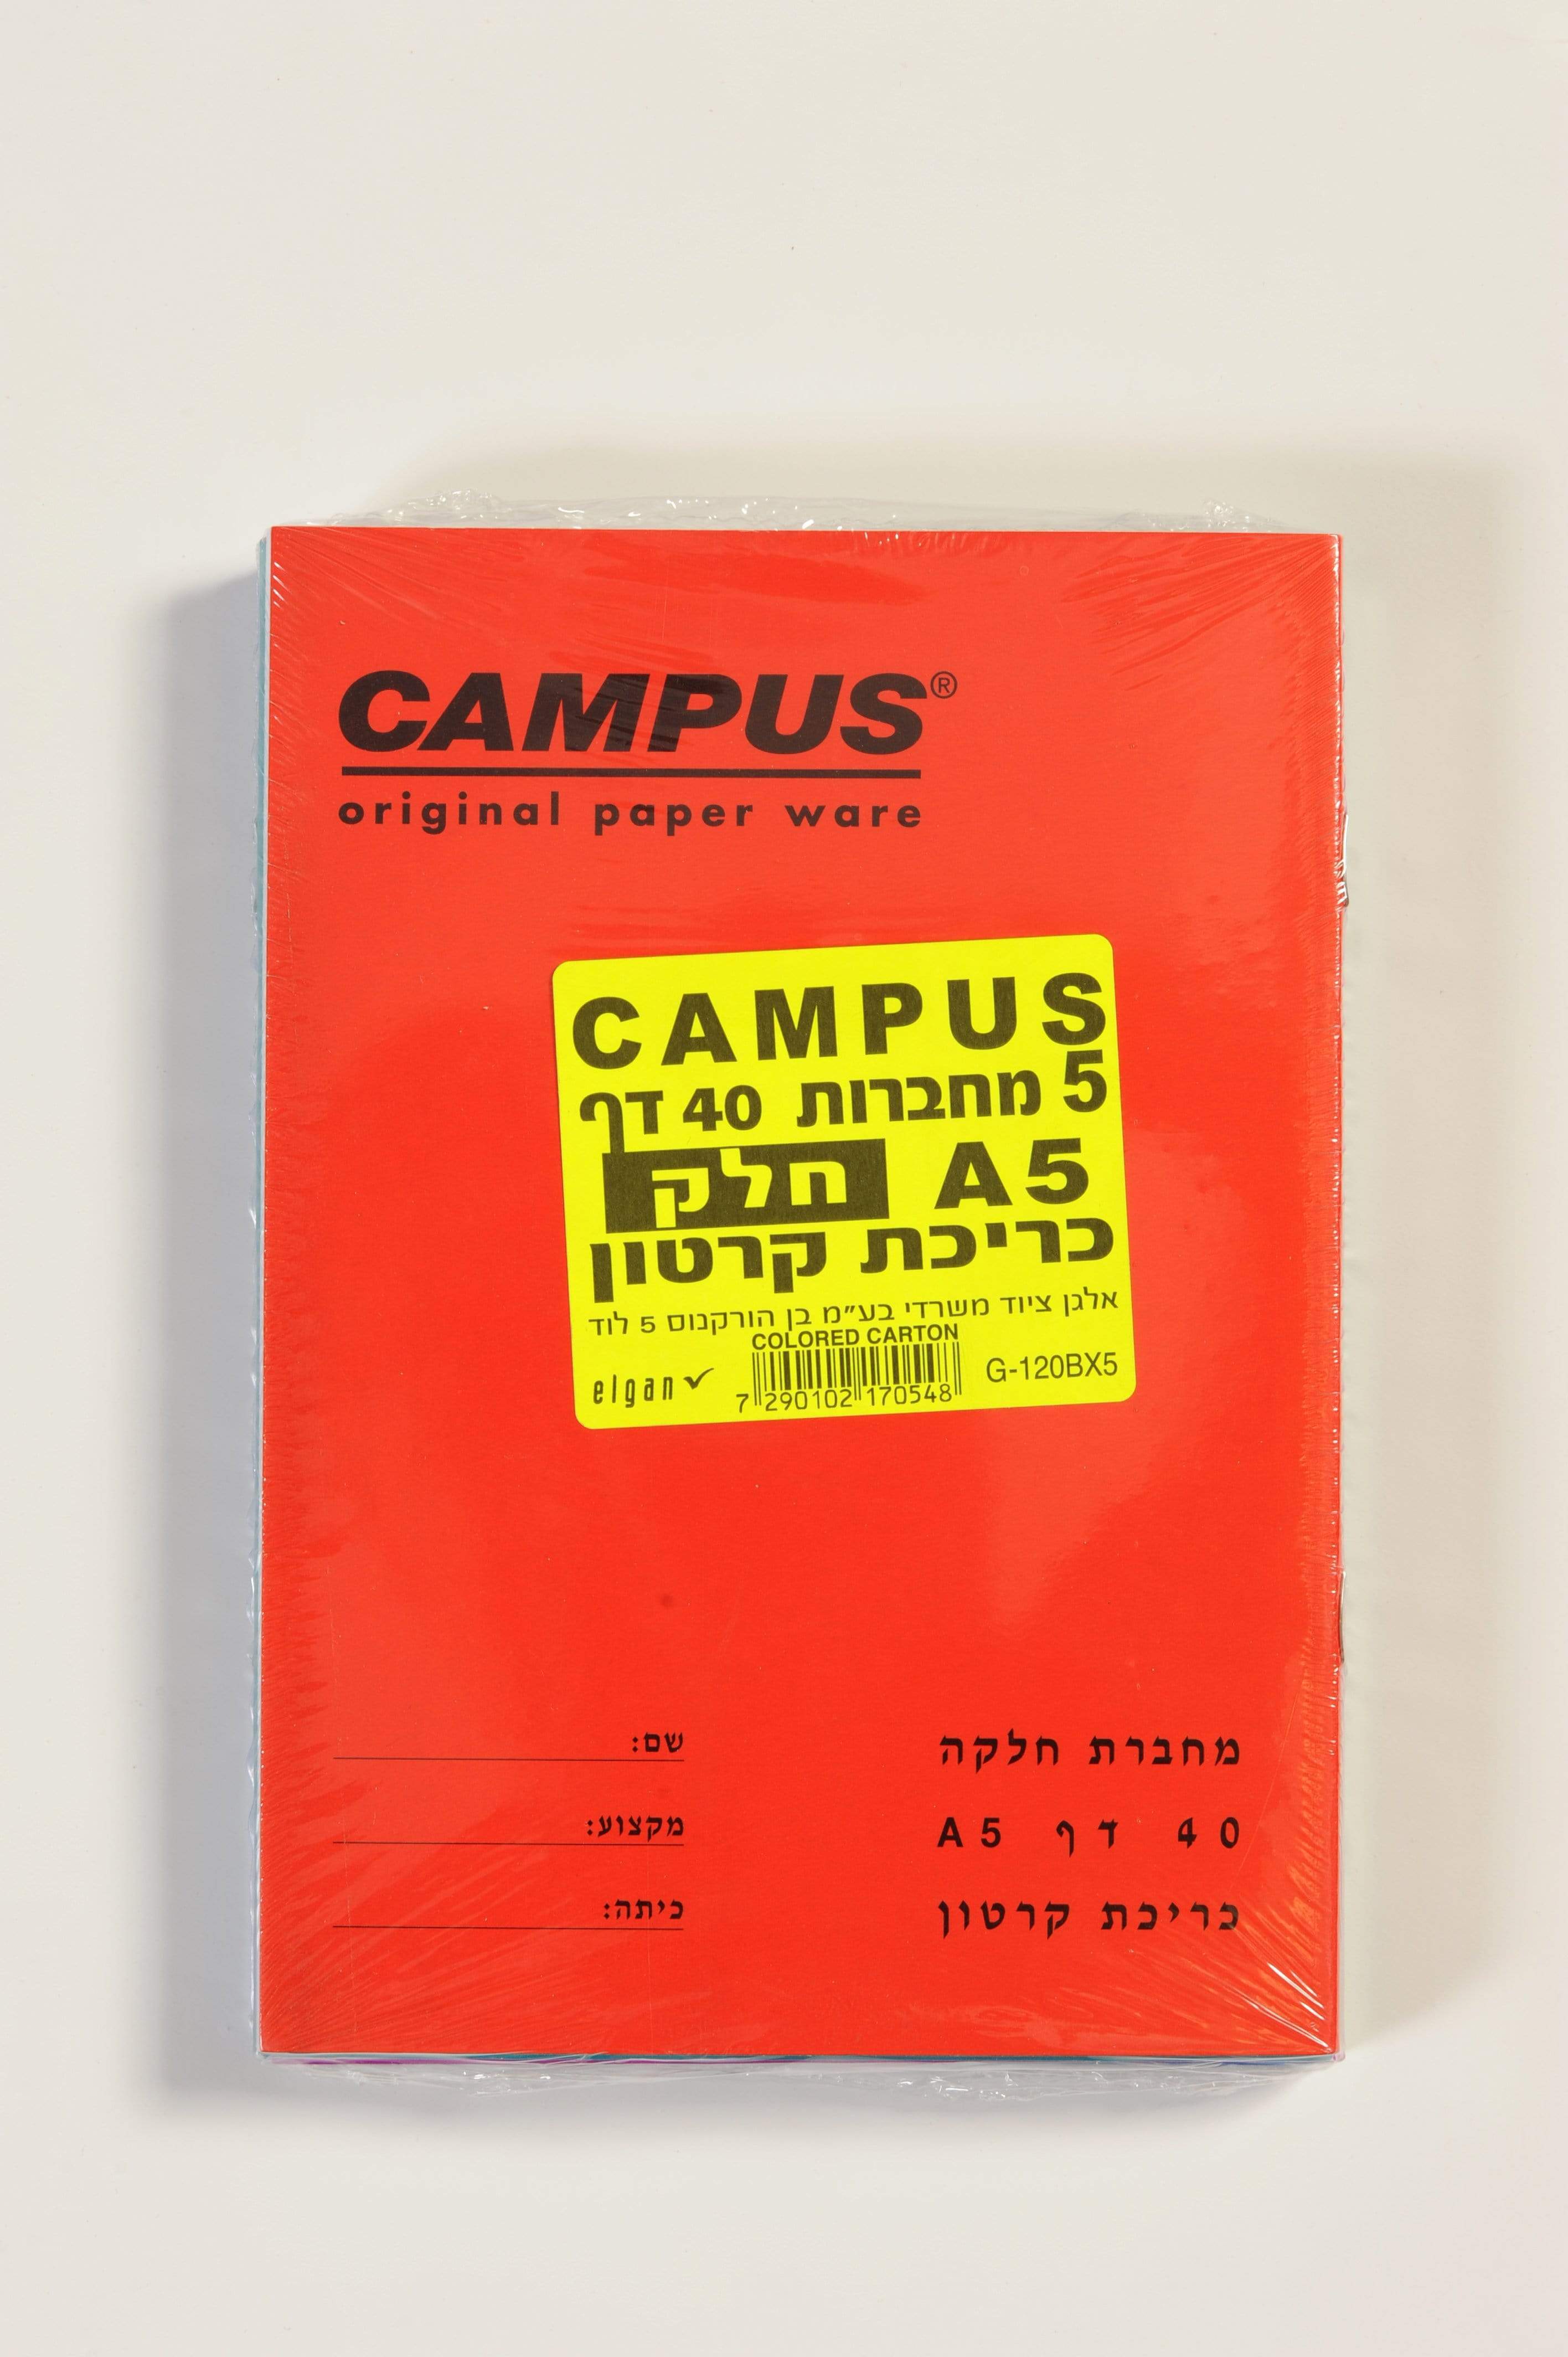 CAMPUS®
original paper ware
CAMPUS
5 מחברות 40 דף
A5 חלק
כריכת קרטון
אלגן ציוד משרדי בע״מ בן הורקנוס 5 לוד
COLORED CARTON
elgan
7 290102 170548
G-120BX5
מחברת חלקה
40 דף A5
כריכת קרטון
שם:
מקצוע:
כיתה: